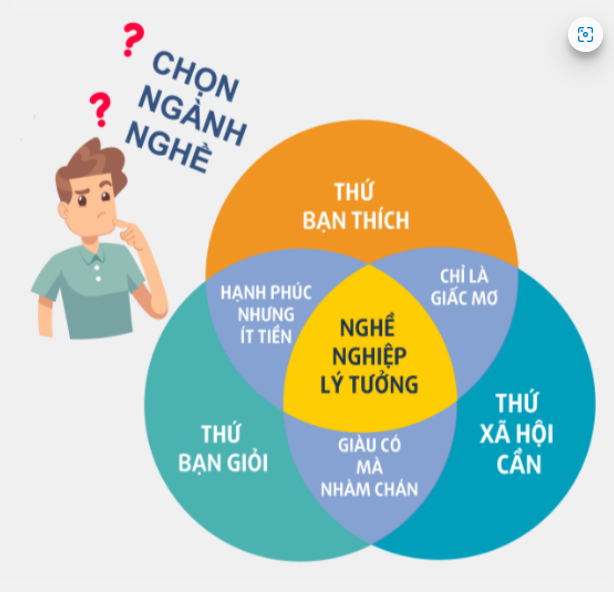 ?
CHỌN
?
NGÀNH
NGHỀ
THỨ
BẠN THÍCH
HẠNH PHÚC
NHƯNG
ÍT TIỀN
CHỈ LÀ
GIẤC MƠ
NGHỀ
NGHIỆP
LÝ TƯỞNG
THỨ
BẠN GIỎI
GIÀU CÓ
MÀ
NHÀM CHÁN
THỨ
XÃ HỘI
CẦN